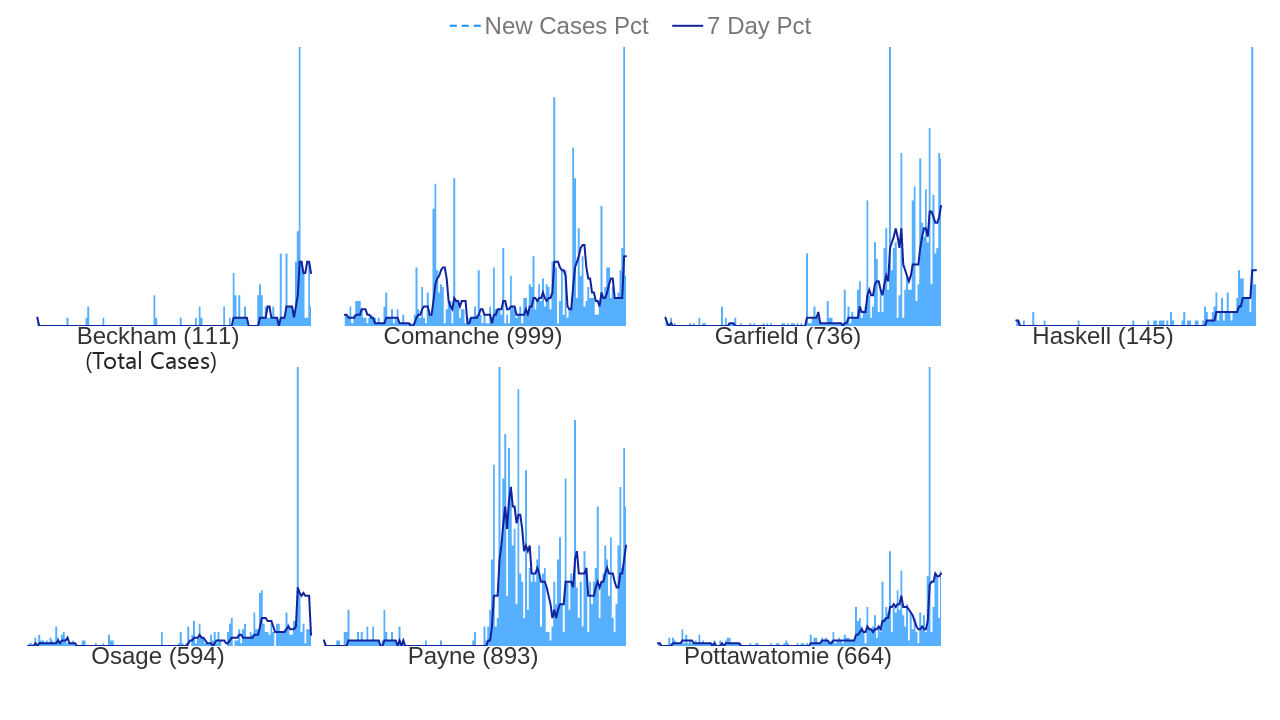 New Cases Pct 7 Day Pct
Beckham (111) Comanche (999) Garfield (736) Haskell (145)
(Total Cases)
Osage (594) Payne (893) Pottawatomie (664)